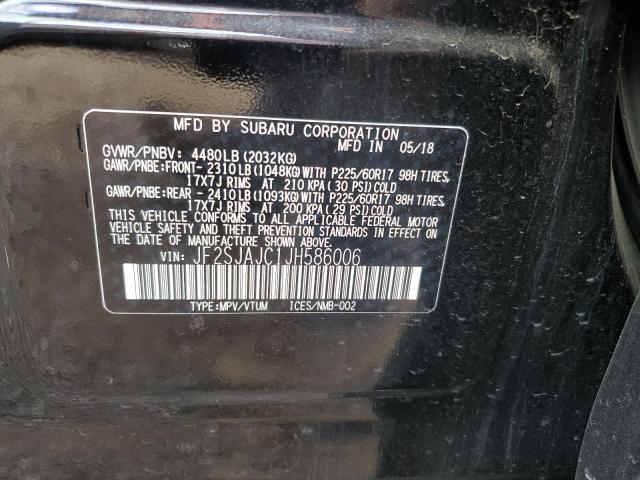 MFD BY SUBARU CORPORATION
MFD IN 05/18
GVWR/PNBV: 4480LB (2032KG)
GAWR/PNBE:FRONT- 2310LB (1048KG) WITH P225/60R17 98H TIRES,
17X7J RIMS AT 210 KPA ( 30 PSI) COLD
GAWR/PNBE:REAR - 2410LB (1093KG) WITH P225/60R17 98H TIRES,
17X7J RIMS AT 200 KPA ( 29 PSI) COLD
THIS VEHICLE CONFORMS TO ALL APPLICABLE FEDERAL MOTOR
VEHICLE SAFETY AND THEFT PREVENTION STANDARDS IN EFFECT
ON THE DATE OF MANUFACTURE SHOWN ABOVE.
VIN: JF2SJAJC1JH586006
TYPE:MPV/VTUM ICES/NMB-002